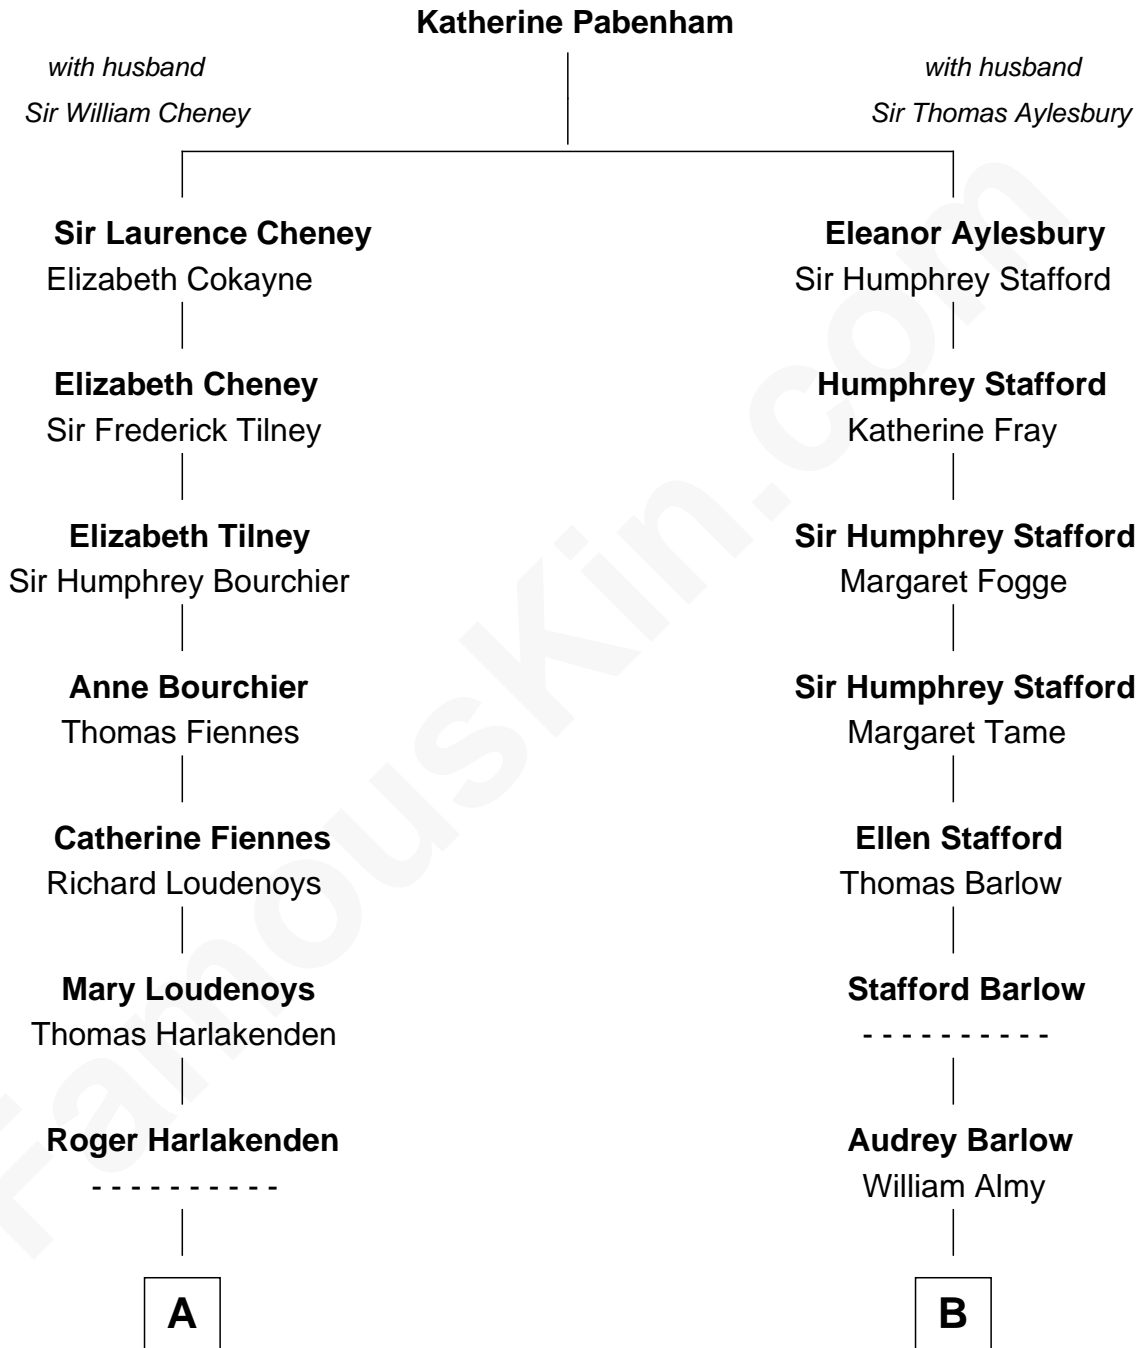 Katherine Pabenham
with husband
Sir William Cheney
with husband
Sir Thomas Aylesbury
Sir Laurence Cheney
Elizabeth Cokayne
Eleanor Aylesbury
Sir Humphrey Stafford
Elizabeth Cheney
Sir Frederick Tilney
Humphrey Stafford
Katherine Fray
Elizabeth Tilney
Sir Humphrey Bourchier
Sir Humphrey Stafford
Margaret Fogge
Anne Bourchier
Thomas Fiennes
Sir Humphrey Stafford
Margaret Tame
Catherine Fiennes
Richard Loudenoys
Ellen Stafford
Thomas Barlow
Mary Loudenoys
Thomas Harlakenden
Stafford Barlow
- - - - - - - - - -
Roger Harlakenden
- - - - - - - - - -
Audrey Barlow
William Almy
A
B
FamousKin.com